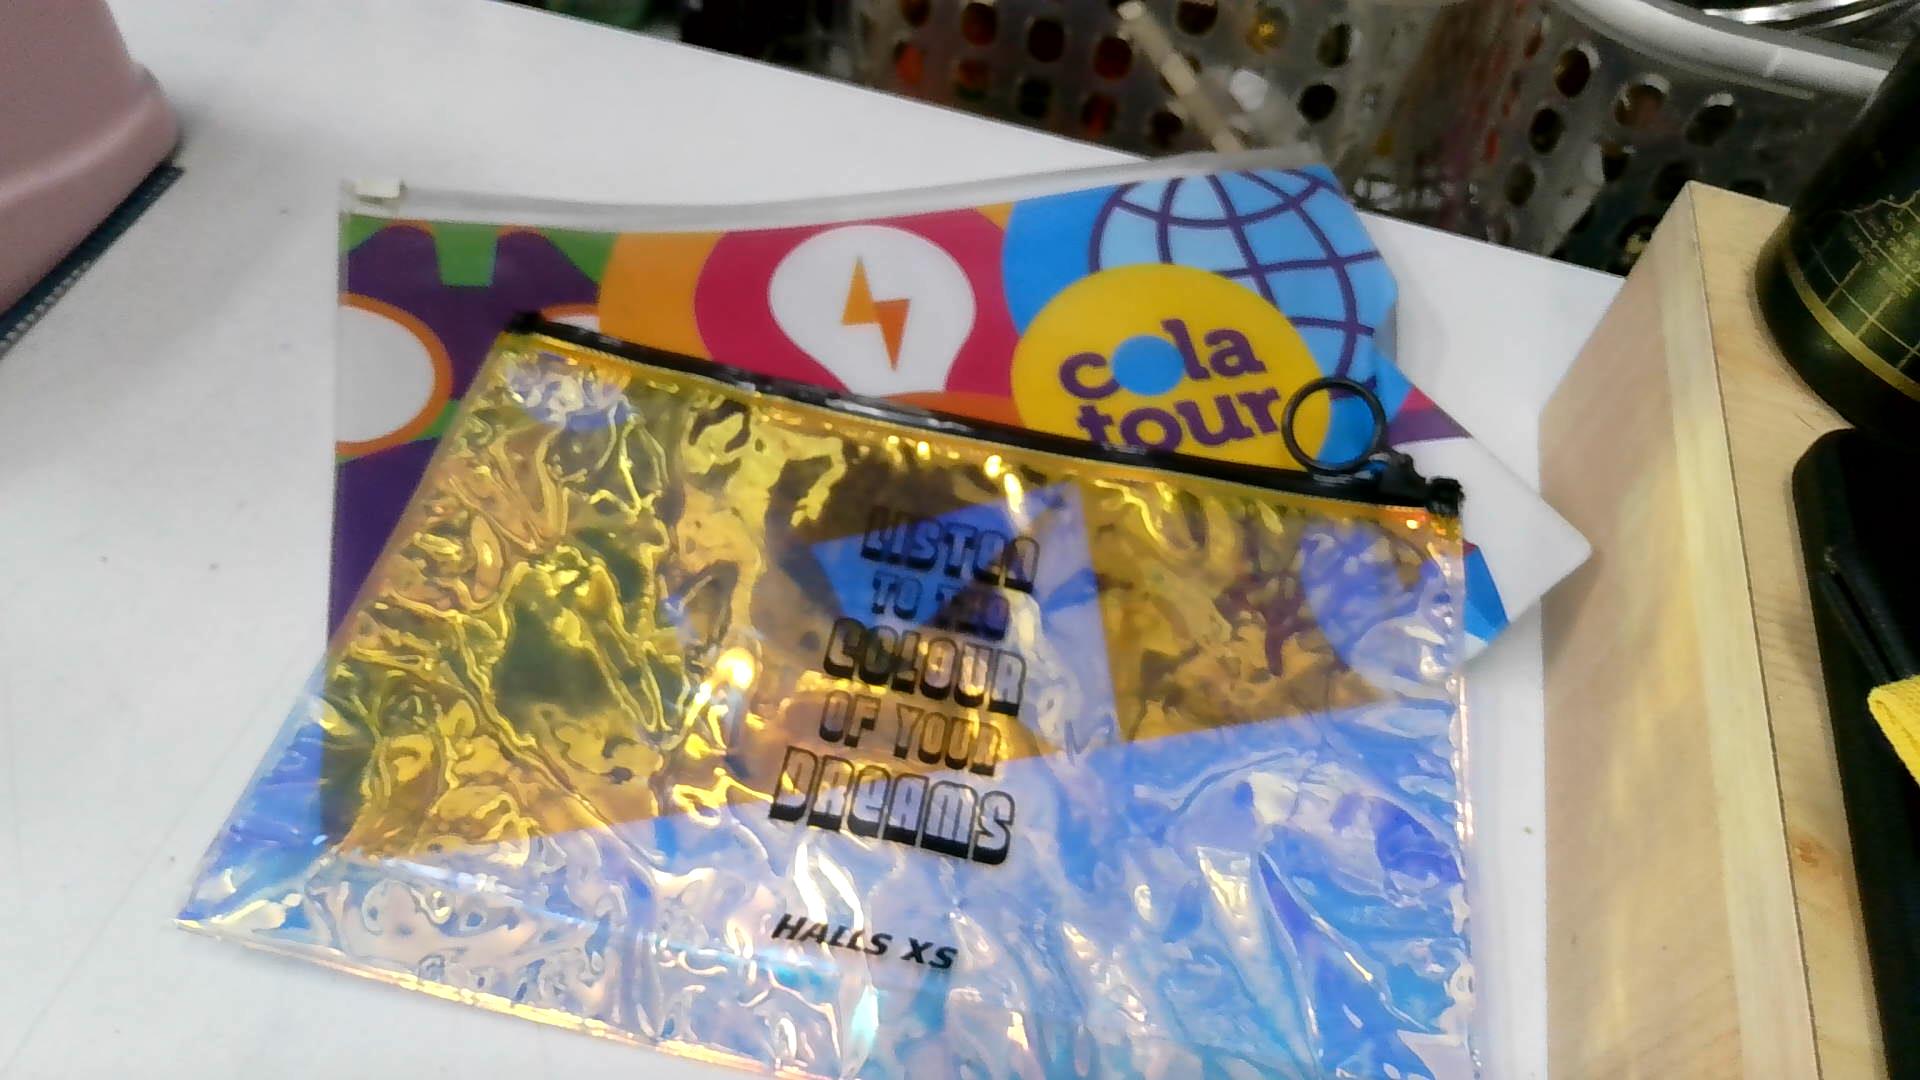 cola
tour
LISTEN
TO THE
COLOUR
OF YOUR
DREAMS
HALLS XS